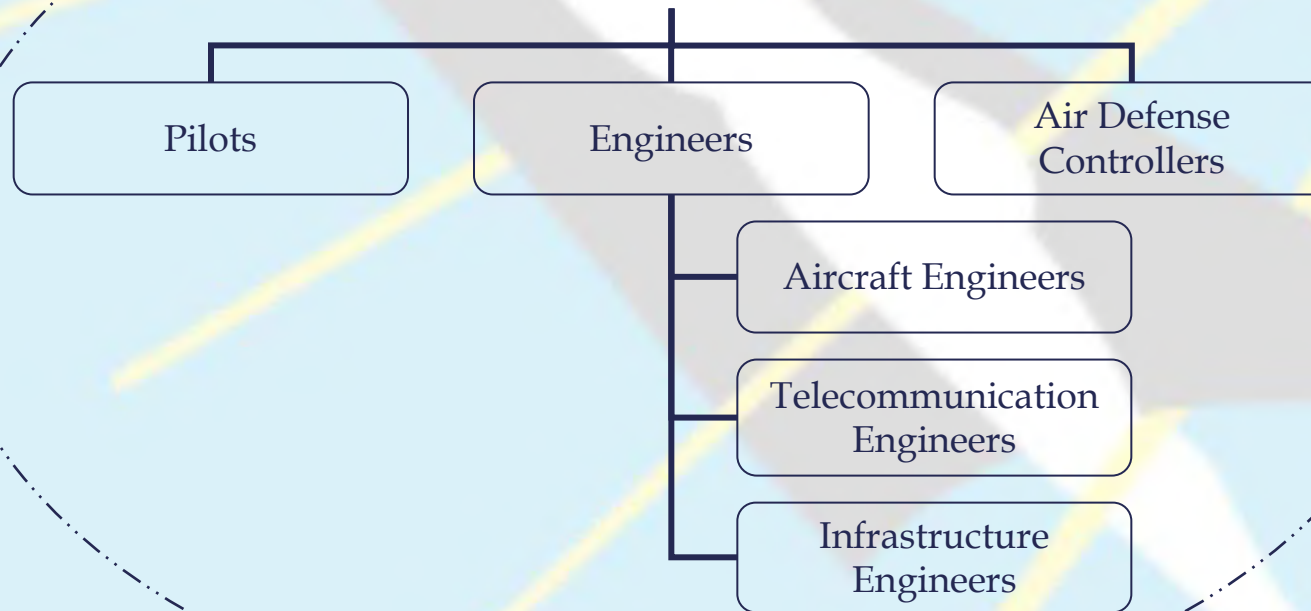 Pilots
Engineers
Air Defense
Controllers
Aircraft Engineers
Telecommunication
Engineers
Infrastructure
Engineers